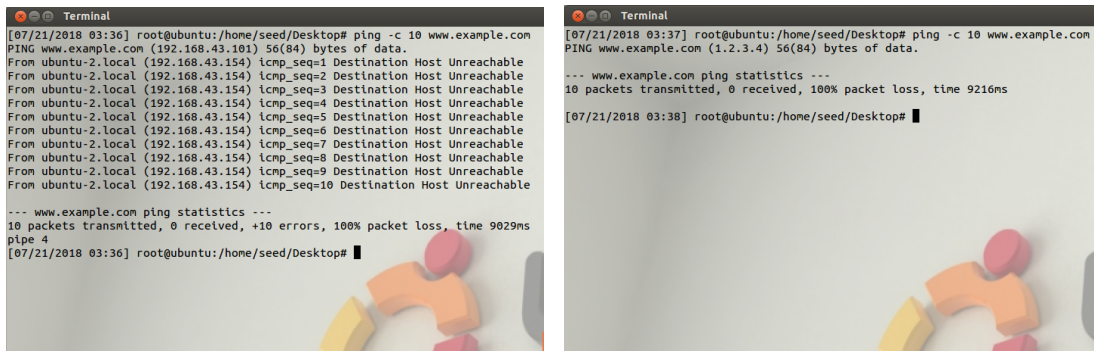 Terminal
[07/21/2018 03:36] root@ubuntu:/home/seed/Desktop# ping -c 10 www.example.com
PING www.example.com (192.168.43.101) 56(84) bytes of data.
From ubuntu-2.local (192.168.43.154) icmp_seq=1 Destination Host Unreachable
From ubuntu-2.local (192.168.43.154) icmp_seq=2 Destination Host Unreachable
From ubuntu-2.local (192.168.43.154) icmp_seq=3 Destination Host Unreachable
From ubuntu-2.local (192.168.43.154) icmp_seq=4 Destination Host Unreachable
From ubuntu-2.local (192.168.43.154) icmp_seq=5 Destination Host Unreachable
From ubuntu-2.local (192.168.43.154) icmp_seq=6 Destination Host Unreachable
From ubuntu-2.local (192.168.43.154) icmp_seq=7 Destination Host Unreachable
From ubuntu-2.local (192.168.43.154) icmp_seq=8 Destination Host Unreachable
From ubuntu-2.local (192.168.43.154) icmp_seq=9 Destination Host Unreachable
From ubuntu-2.local (192.168.43.154) icmp_seq=10 Destination Host Unreachable
--- www.example.com ping statistics ---
10 packets transmitted, 0 received, +10 errors, 100% packet loss, time 9029ms
pipe 4
[07/21/2018 03:36] root@ubuntu:/home/seed/Desktop#
Terminal
[07/21/2018 03:37] root@ubuntu:/home/seed/Desktop# ping -c 10 www.example.com
PING www.example.com (1.2.3.4) 56(84) bytes of data.
--- www.example.com ping statistics ---
10 packets transmitted, 0 received, 100% packet loss, time 9216ms
[07/21/2018 03:38] root@ubuntu:/home/seed/Desktop#